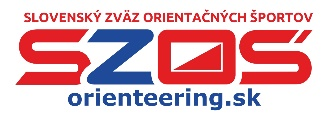 SLOVENSKÝ ZVÄZ ORIENTAČNÝCH ŠPORTOV
SZOŠ
orienteering.sk